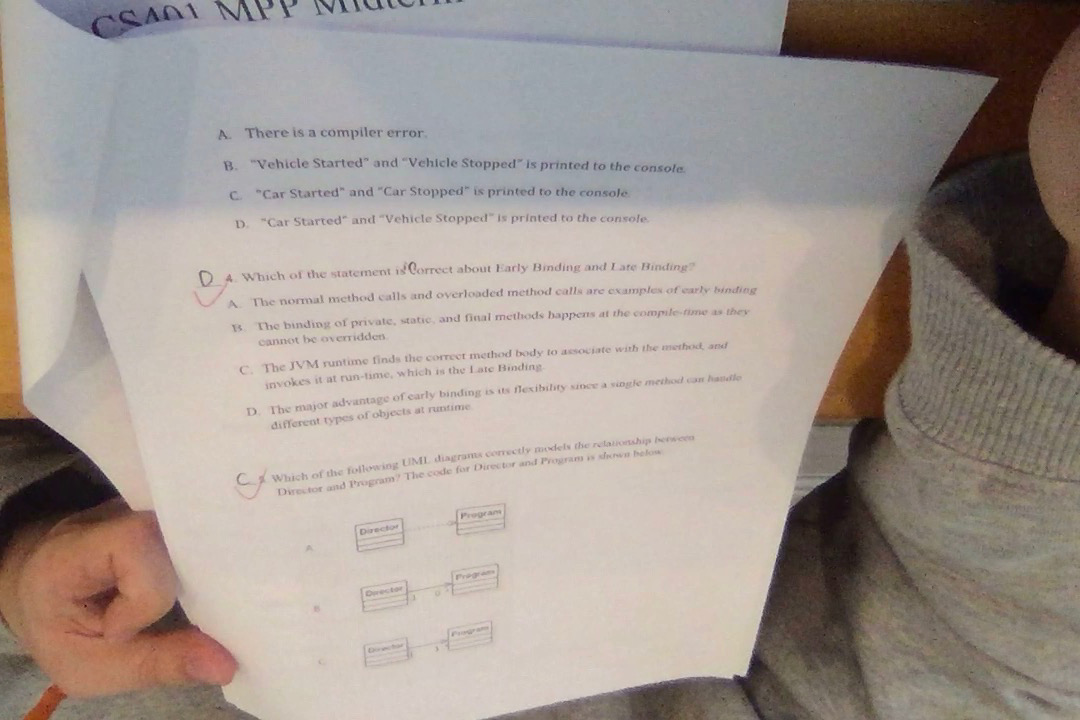 CS401 MPP Midterm
A. There is a compiler error.
B. "Vehicle Started" and "Vehicle Stopped" is printed to the console.
C. "Car Started" and "Car Stopped" is printed to the console.
D. "Car Started" and "Vehicle Stopped" is printed to the console.
D 4. Which of the statement is Correct about Early Binding and Late Binding?
A. The normal method calls and overloaded method calls are examples of early binding
B. The binding of private, static, and final methods happens at the compile-time as they
cannot be overridden.
C. The JVM runtime finds the correct method body to associate with the method, and
invokes it at run-time, which is the Late Binding.
D. The major advantage of early binding is its flexibility since a single method can handle
different types of objects at runtime.
C Which of the following UML diagrams correctly models the relationship between
Director and Program? The code for Director and Program is shown below.
A. Director Program
B. Director 1 Program
C. Director 1 Program